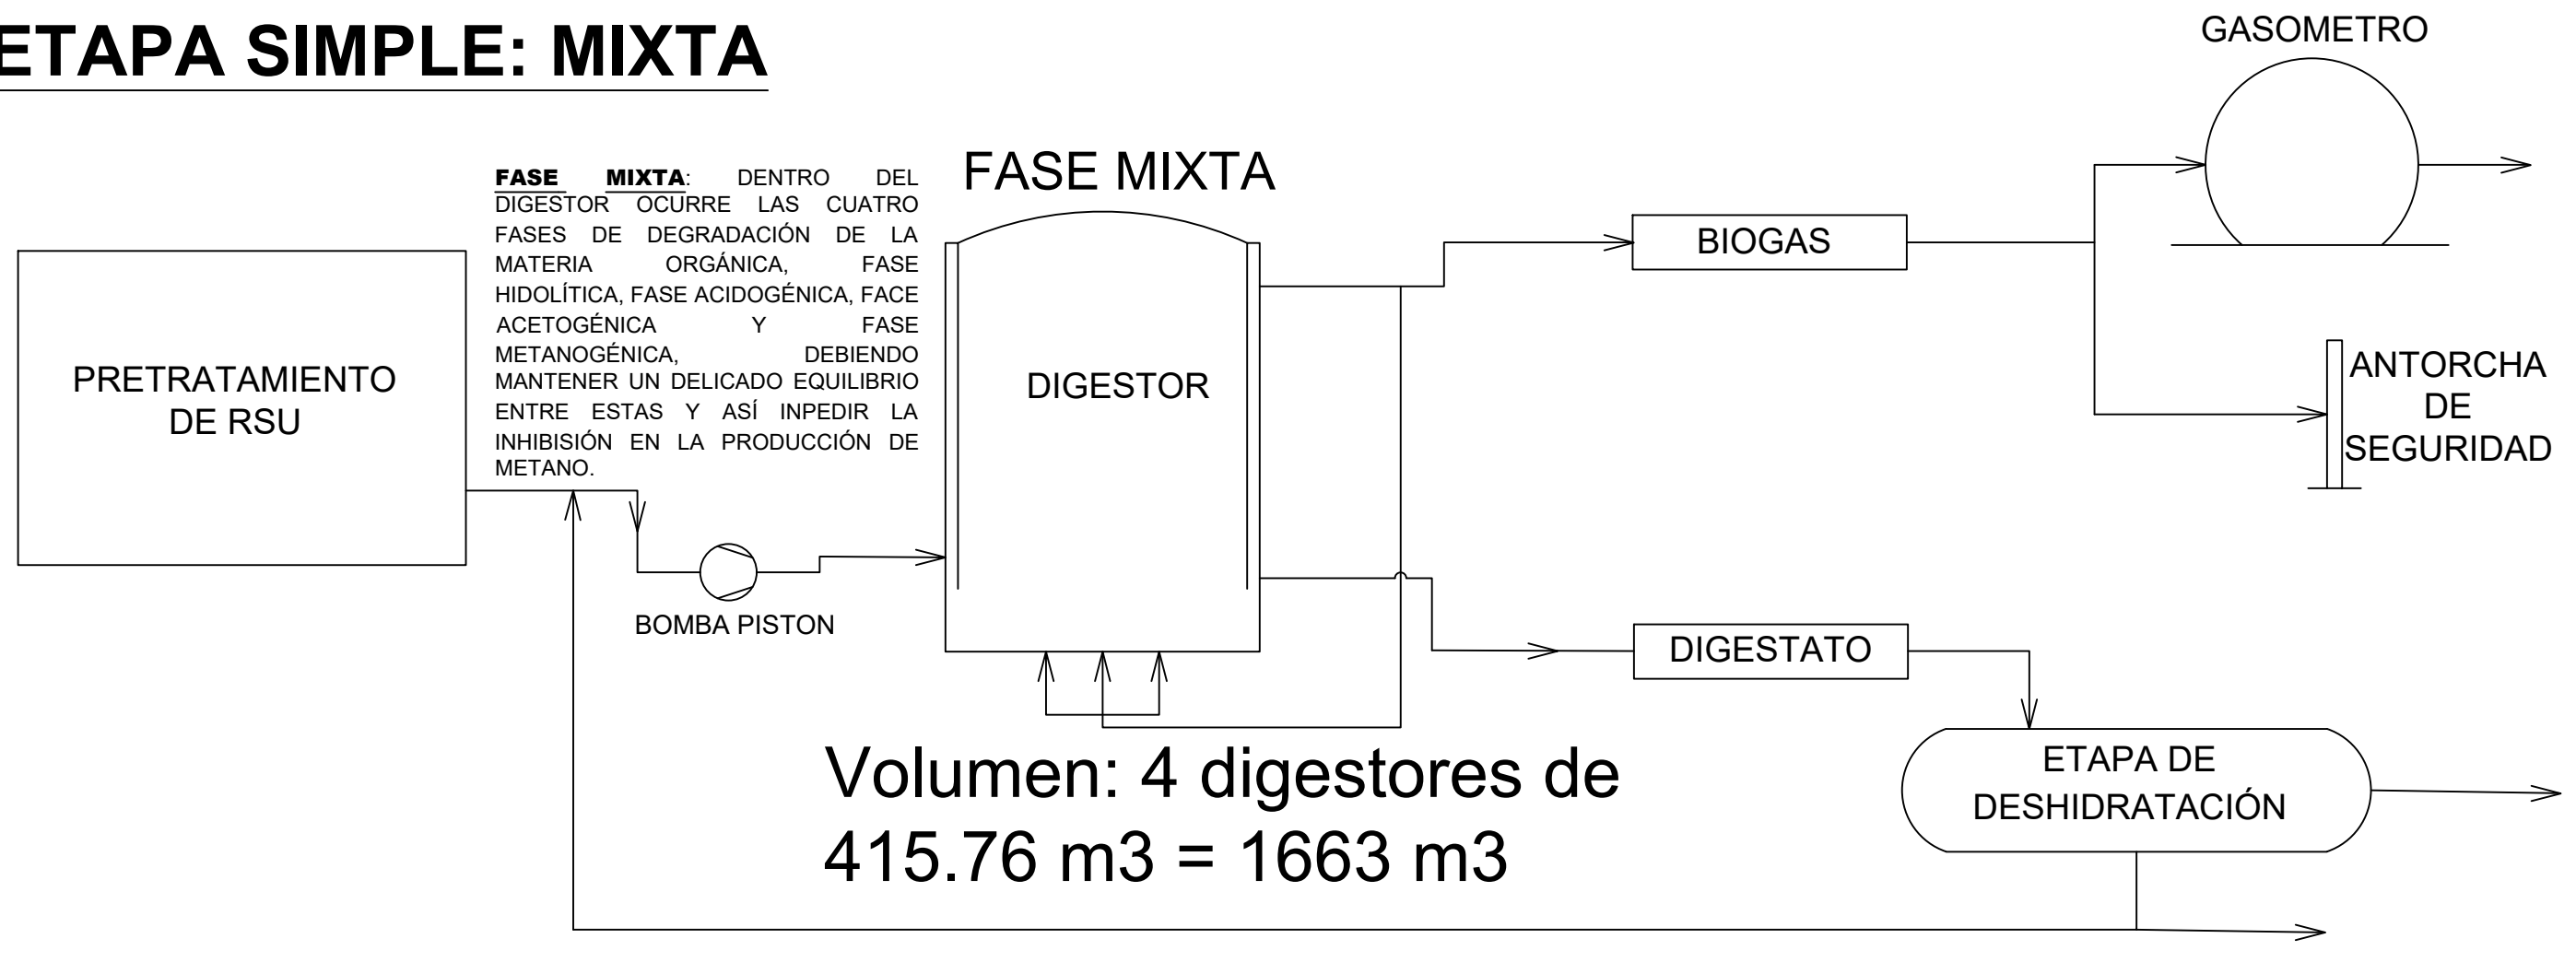 ETAPA SIMPLE: MIXTA
GASOMETRO
FASE MIXTA: DENTRO DEL
DIGESTOR OCURRE LAS CUATRO
FASES DE DEGRADACIÓN DE LA
MATERIA ORGÁNICA, FASE
HIDOLÍTICA, FASE ACIDOGÉNICA, FACE
ACETOGÉNICA Y FASE
METANOGÉNICA, DEBIENDO
MANTENER UN DELICADO EQUILIBRIO
ENTRE ESTAS Y ASÍ INPEDIR LA
INHIBISIÓN EN LA PRODUCCIÓN DE
METANO.
FASE MIXTA
BIOGAS
PRETRATAMIENTO
DE RSU
DIGESTOR
ANTORCHA
DE
SEGURIDAD
BOMBA PISTON
DIGESTATO
Volumen: 4 digestores de
415.76 m3 = 1663 m3
ETAPA DE
DESHIDRATACIÓN